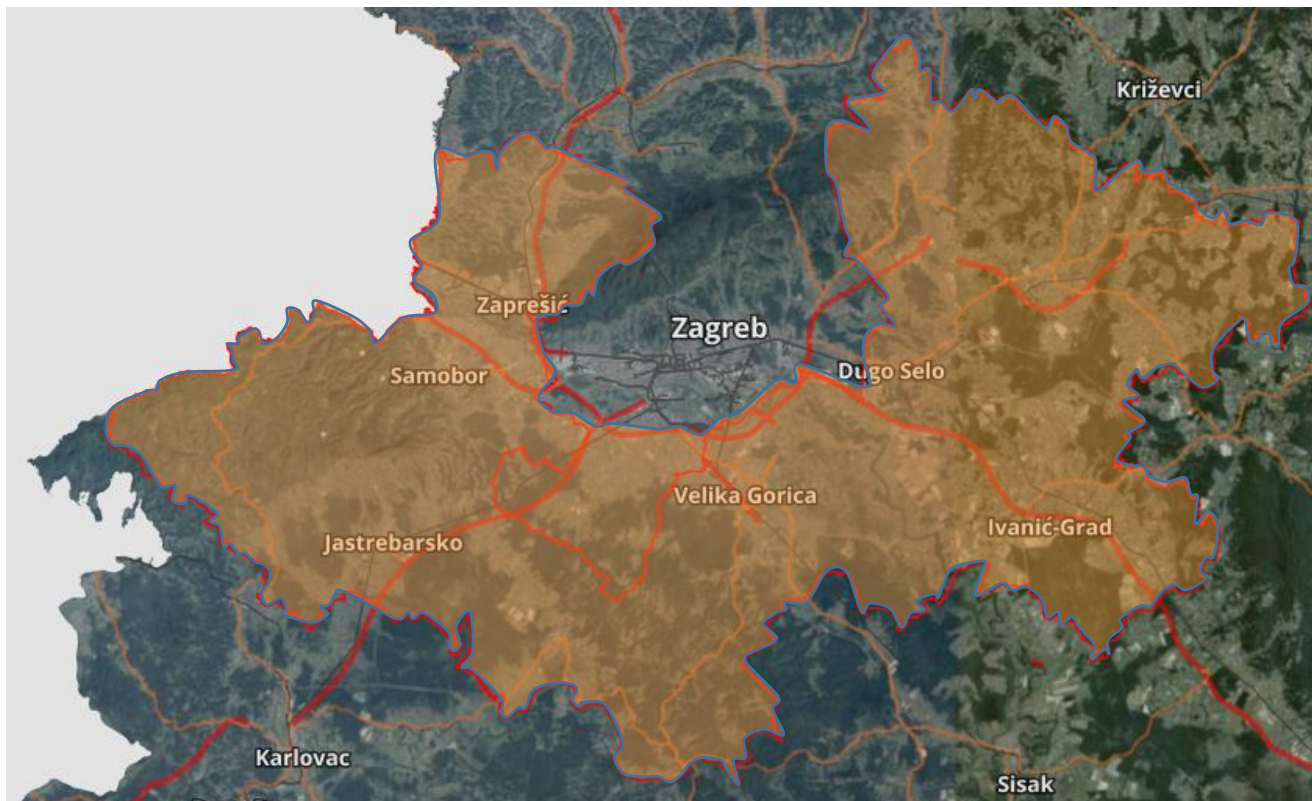 Križevci
Zaprešić
Zagreb
Samobor
Dugo Selo
Velika Gorica
Ivanić-Grad
Jastrebarsko
Karlovac
Sisak